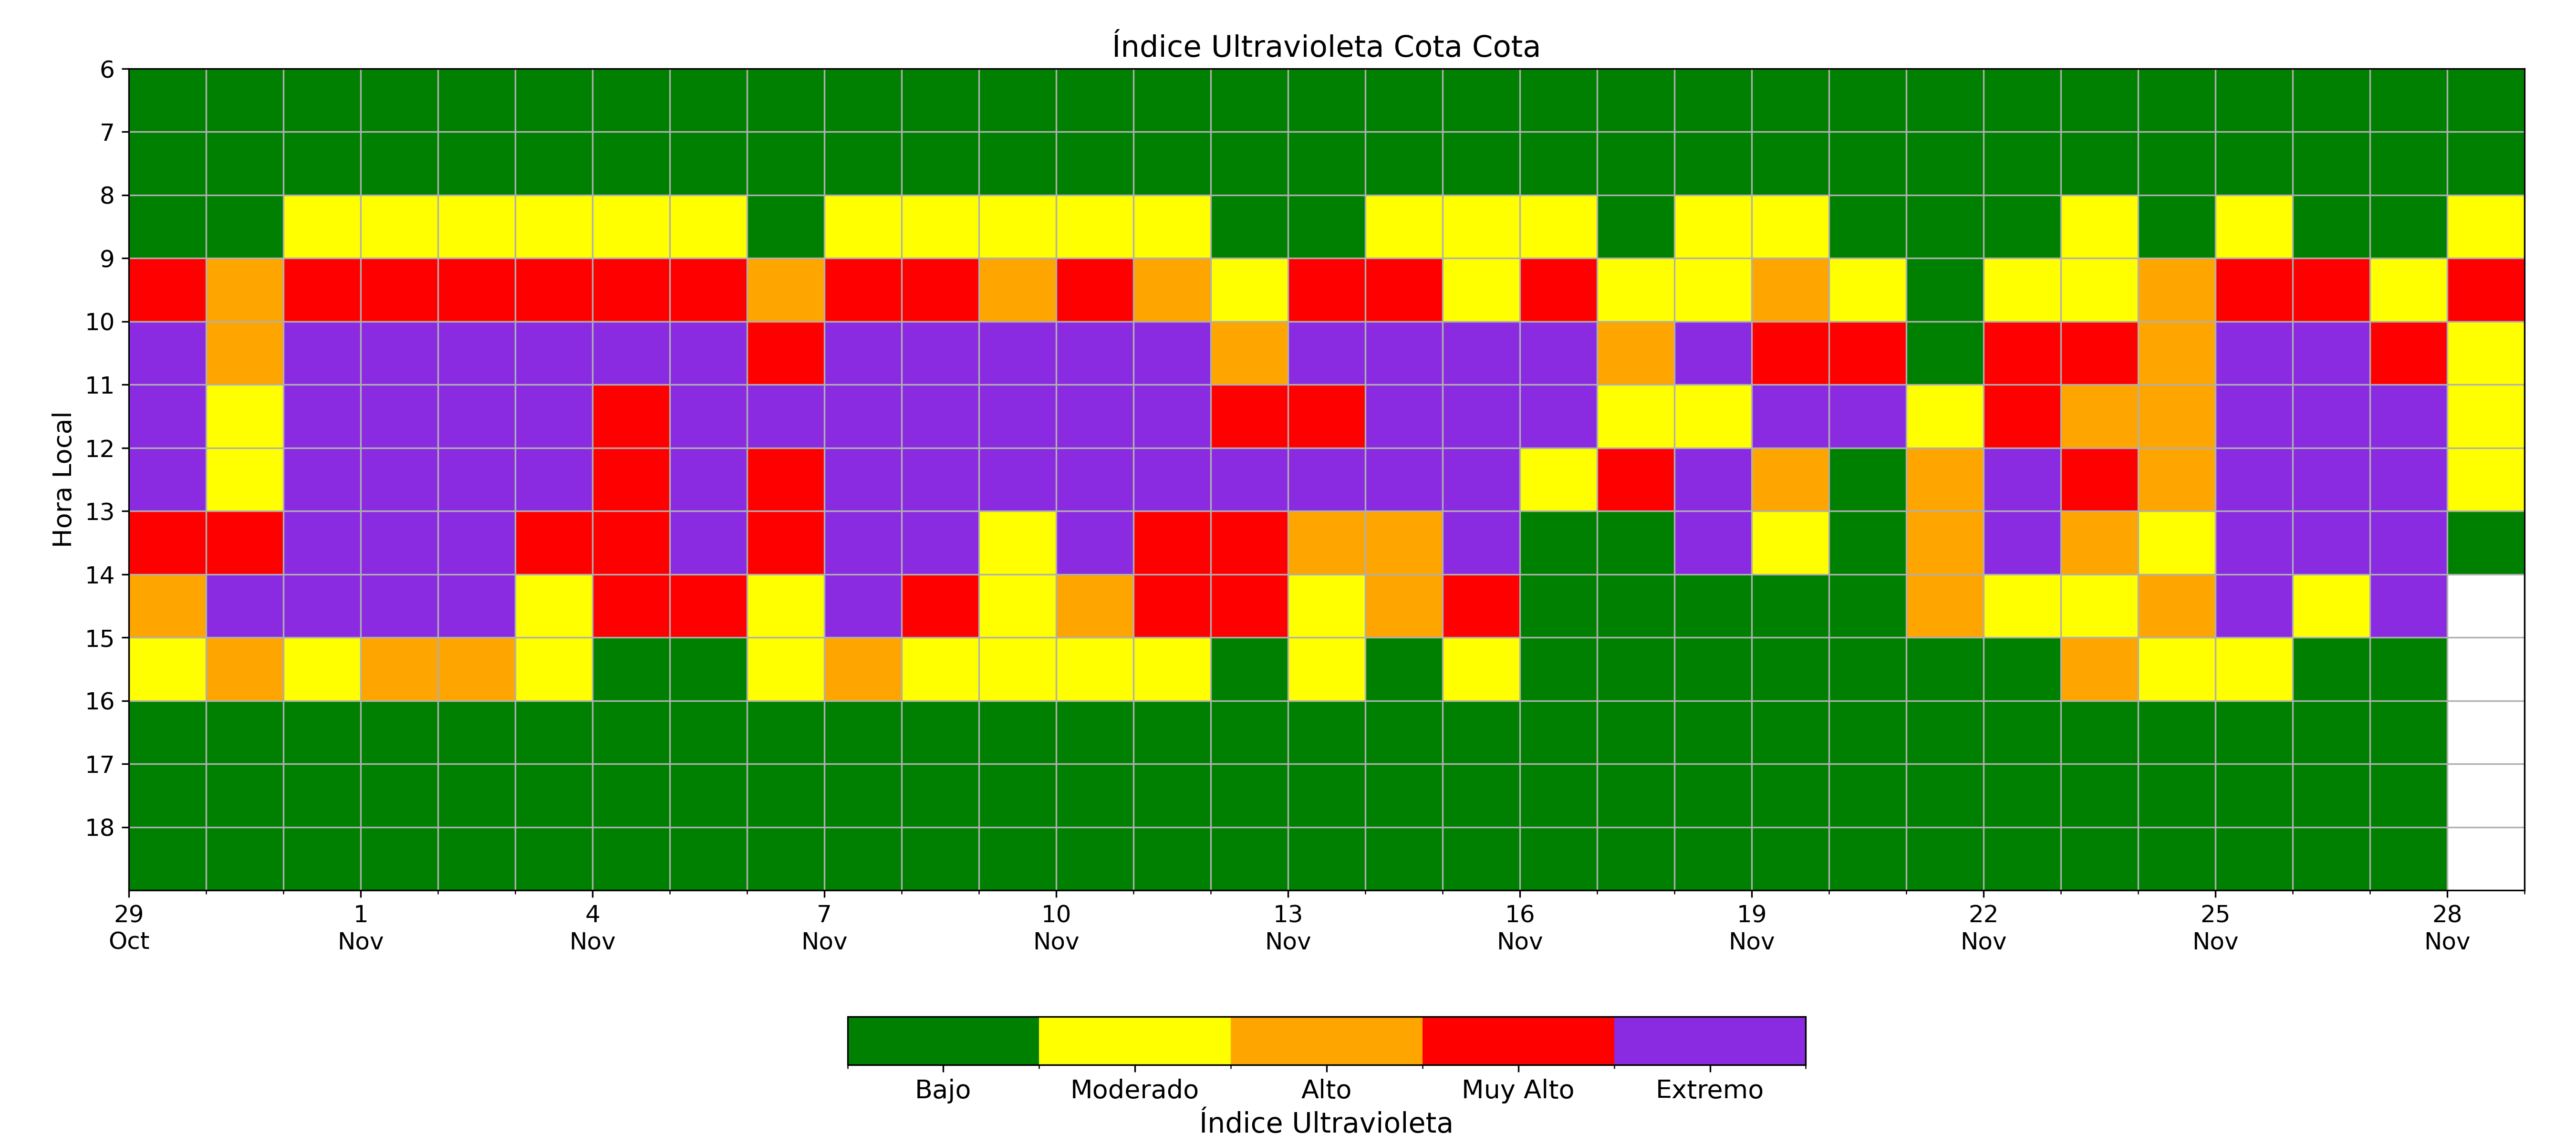 Índice Ultravioleta Cota Cota
Hora Local
6
7
8
9
10
11
12
13
14
15
16
17
18
29 1 4 7 10 13 16 19 22 25 28
Oct Nov Nov Nov Nov Nov Nov Nov Nov Nov Nov
Bajo Moderado Alto Muy Alto Extremo
Índice Ultravioleta